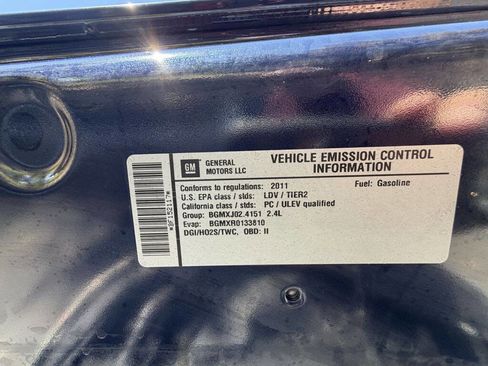 GM
GENERAL
MOTORS LLC
VEHICLE EMISSION CONTROL
INFORMATION
Conforms to regulations: 2011 Fuel: Gasoline
U.S. EPA class / stds: LDV / TIER2
California class / stds: PC / ULEV qualified
Group: BGMXJ02.4151 2.4L
Evap: BGMXR0133810
DGI/HO2S/TWC, OBD: II
*BF152117*